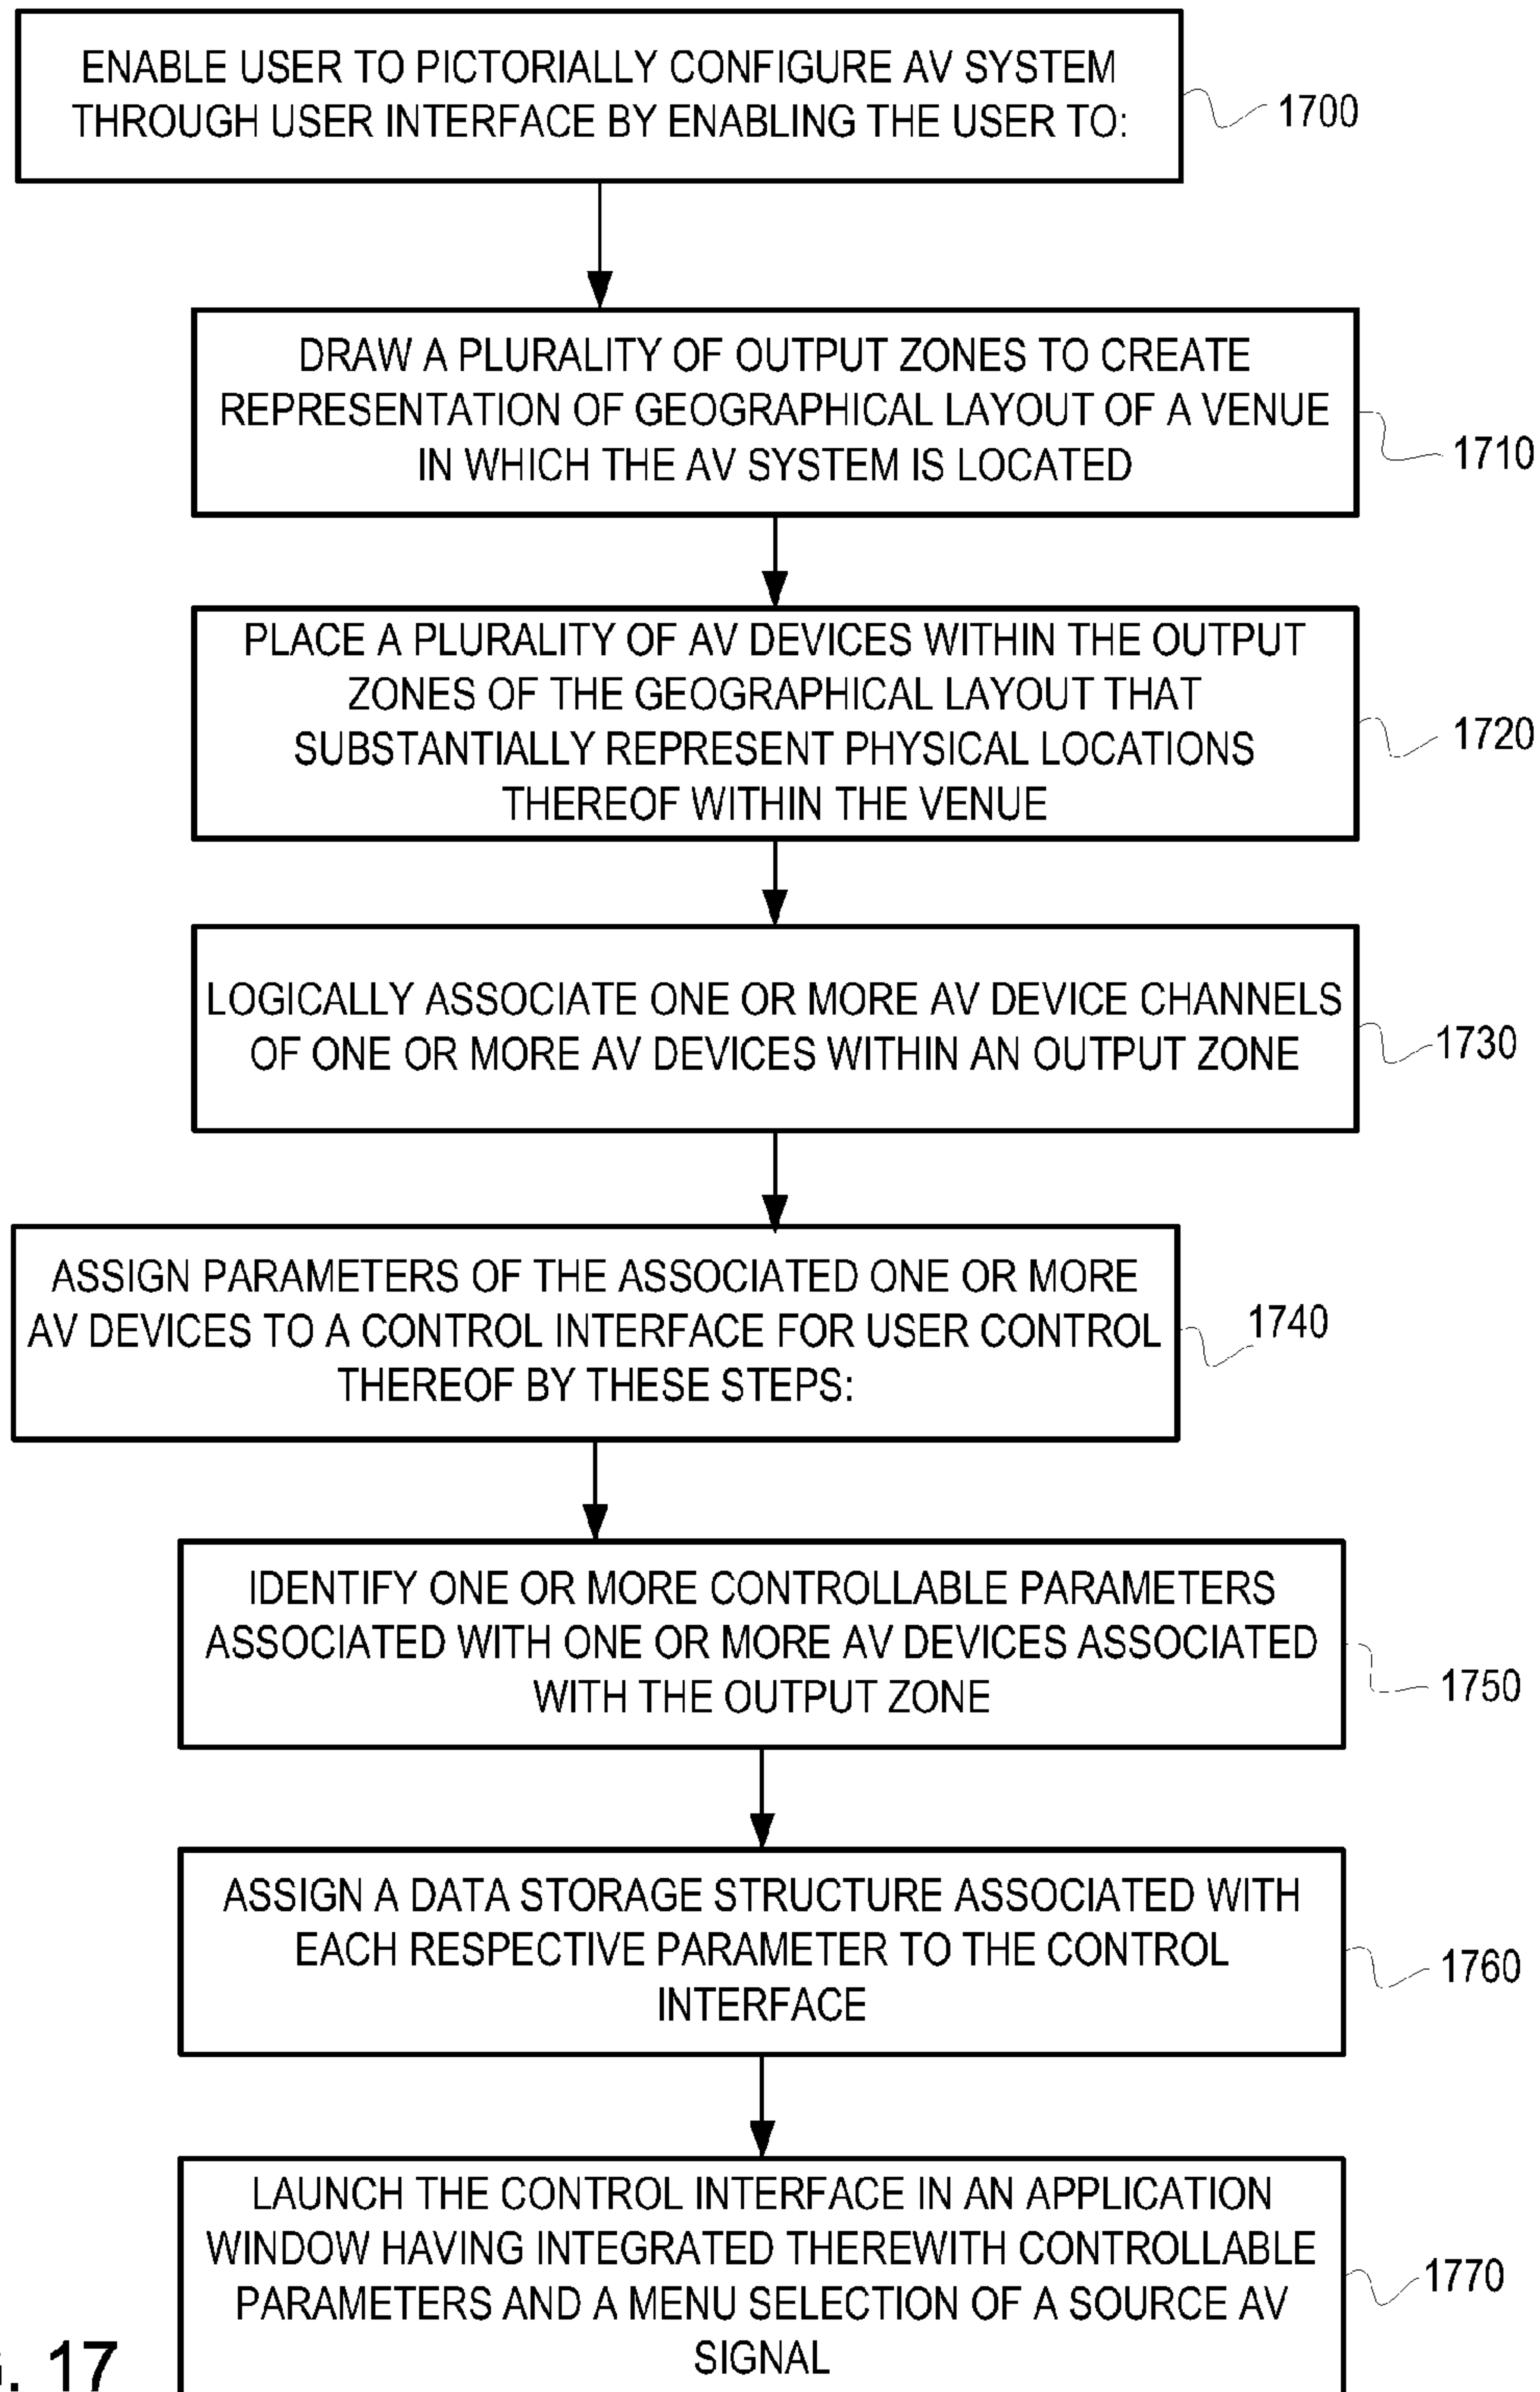 ENABLE USER TO PICTORIALLY CONFIGURE AV SYSTEM
THROUGH USER INTERFACE BY ENABLING THE USER TO:
1700
DRAW A PLURALITY OF OUTPUT ZONES TO CREATE
REPRESENTATION OF GEOGRAPHICAL LAYOUT OF A VENUE
IN WHICH THE AV SYSTEM IS LOCATED
1710
PLACE A PLURALITY OF AV DEVICES WITHIN THE OUTPUT
ZONES OF THE GEOGRAPHICAL LAYOUT THAT
SUBSTANTIALLY REPRESENT PHYSICAL LOCATIONS
THEREOF WITHIN THE VENUE
1720
LOGICALLY ASSOCIATE ONE OR MORE AV DEVICE CHANNELS
OF ONE OR MORE AV DEVICES WITHIN AN OUTPUT ZONE
1730
ASSIGN PARAMETERS OF THE ASSOCIATED ONE OR MORE
AV DEVICES TO A CONTROL INTERFACE FOR USER CONTROL
THEREOF BY THESE STEPS:
1740
IDENTIFY ONE OR MORE CONTROLLABLE PARAMETERS
ASSOCIATED WITH ONE OR MORE AV DEVICES ASSOCIATED
WITH THE OUTPUT ZONE
1750
ASSIGN A DATA STORAGE STRUCTURE ASSOCIATED WITH
EACH RESPECTIVE PARAMETER TO THE CONTROL
INTERFACE
1760
LAUNCH THE CONTROL INTERFACE IN AN APPLICATION
WINDOW HAVING INTEGRATED THEREWITH CONTROLLABLE
PARAMETERS AND A MENU SELECTION OF A SOURCE AV
SIGNAL
1770
. 17